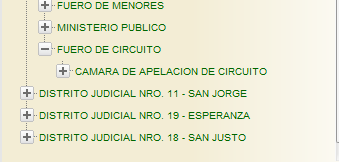 FUERO DE MENORES
MINISTERIO PUBLICO
FUERO DE CIRCUITO
CAMARA DE APELACION DE CIRCUITO
DISTRITO JUDICIAL NRO. 11 - SAN JORGE
DISTRITO JUDICIAL NRO. 19 - ESPERANZA
DISTRITO JUDICIAL NRO. 18 - SAN JUSTO